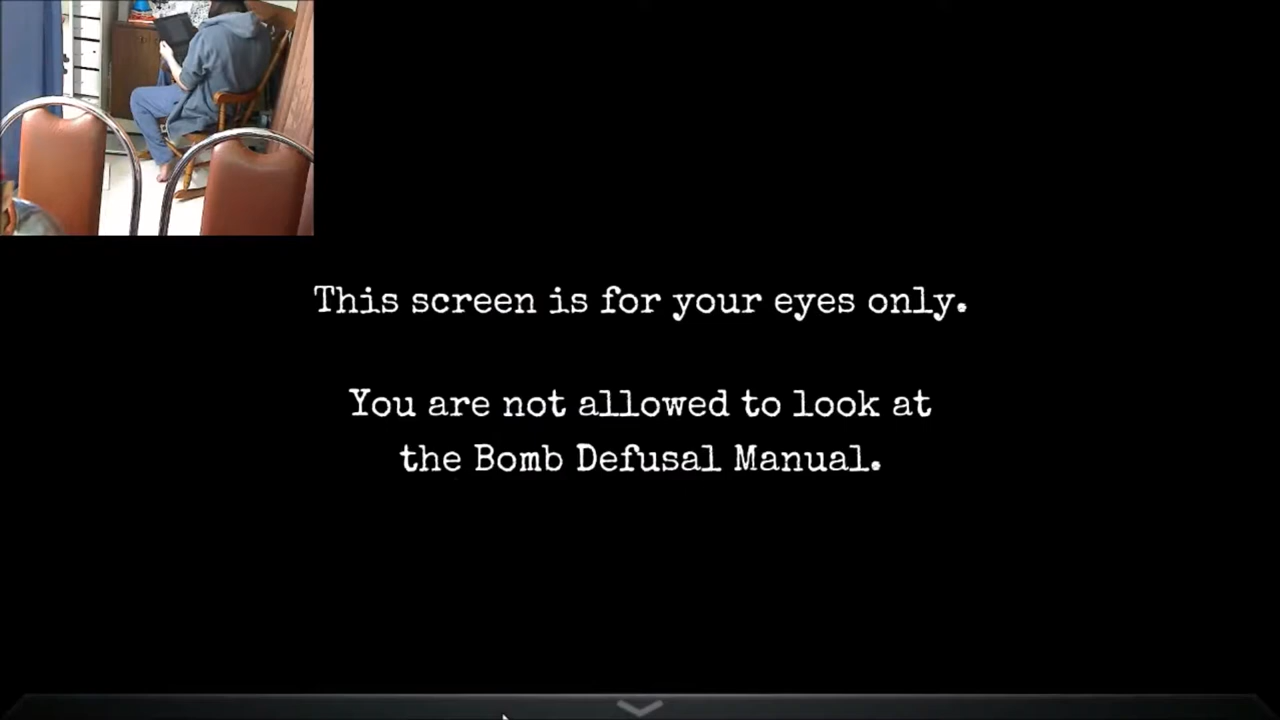 This screen is for your eyes only.
You are not allowed to look at
the Bomb Defusal Manual.